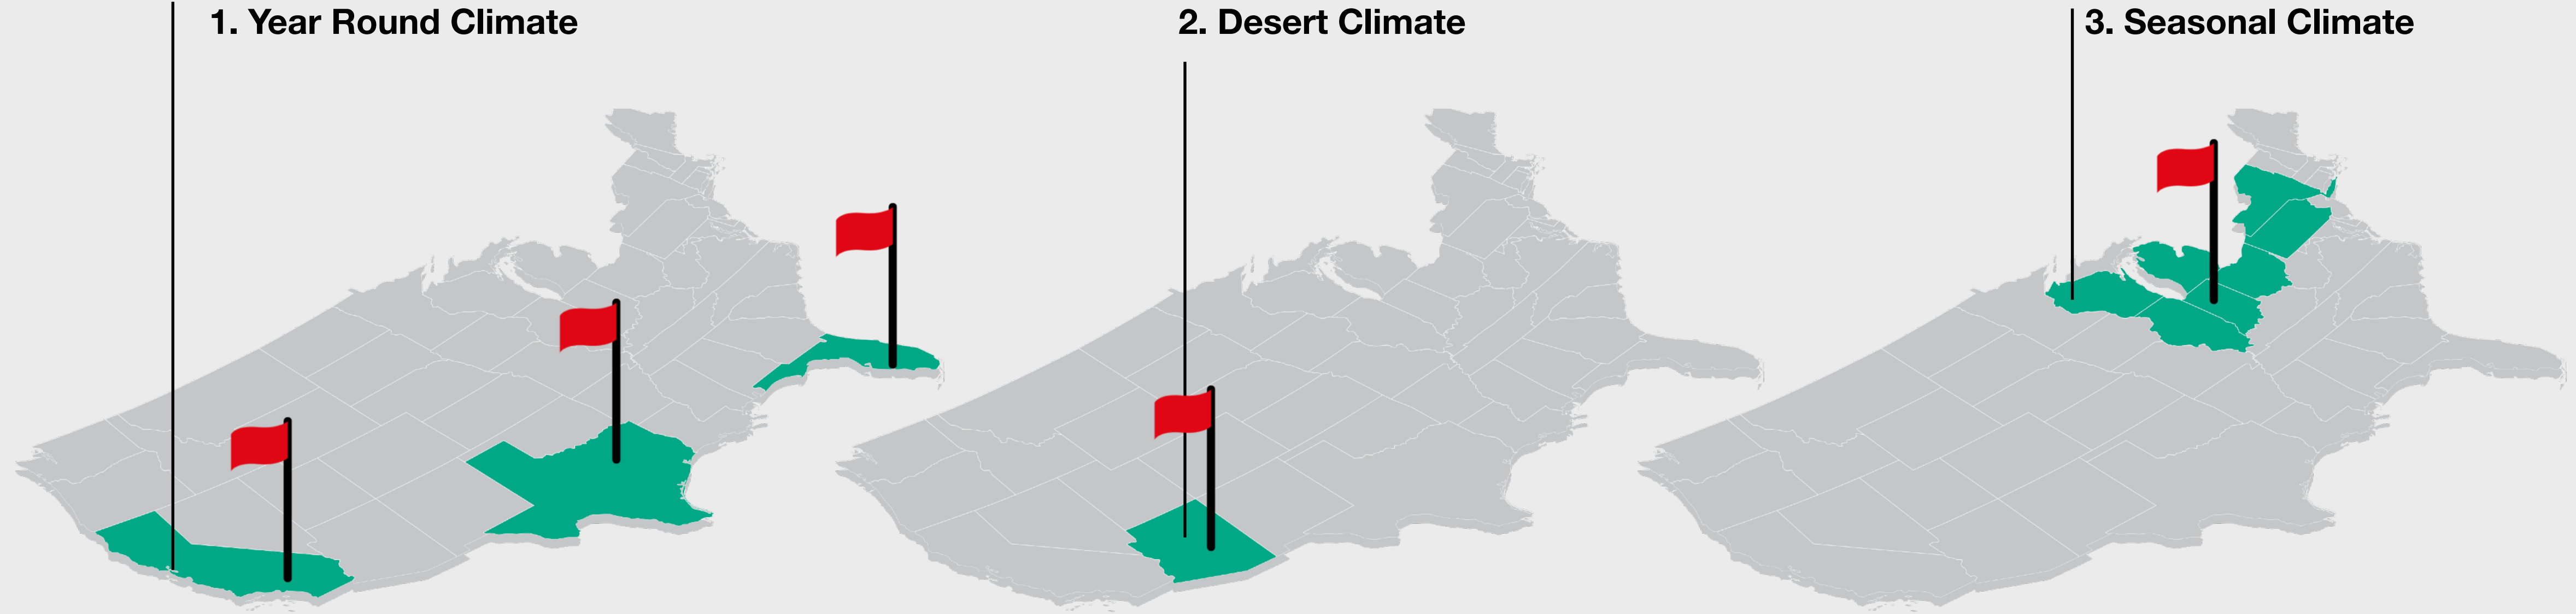 1. Year Round Climate
2. Desert Climate
3. Seasonal Climate